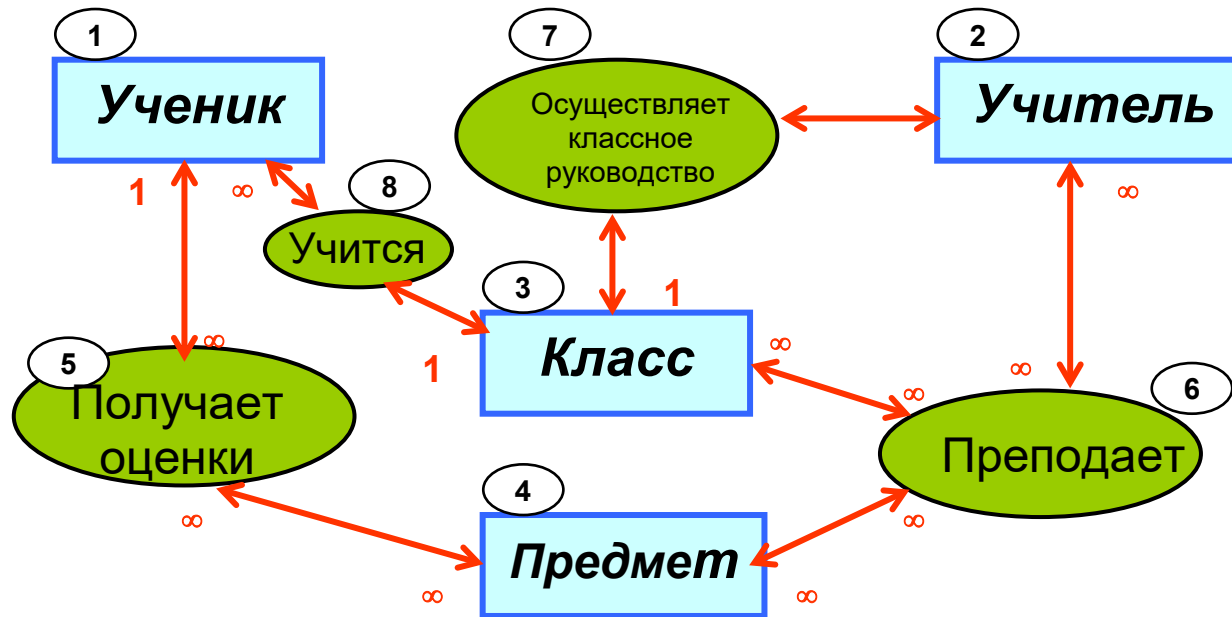 1
7
2
Ученик
Осуществляет
классное
руководство
Учитель
1
∞
8
∞
Учится
3
1
∞
5
1
Класс
∞
∞
∞
6
Получает
оценки
Преподает
4
∞
∞
Предмет
∞
∞